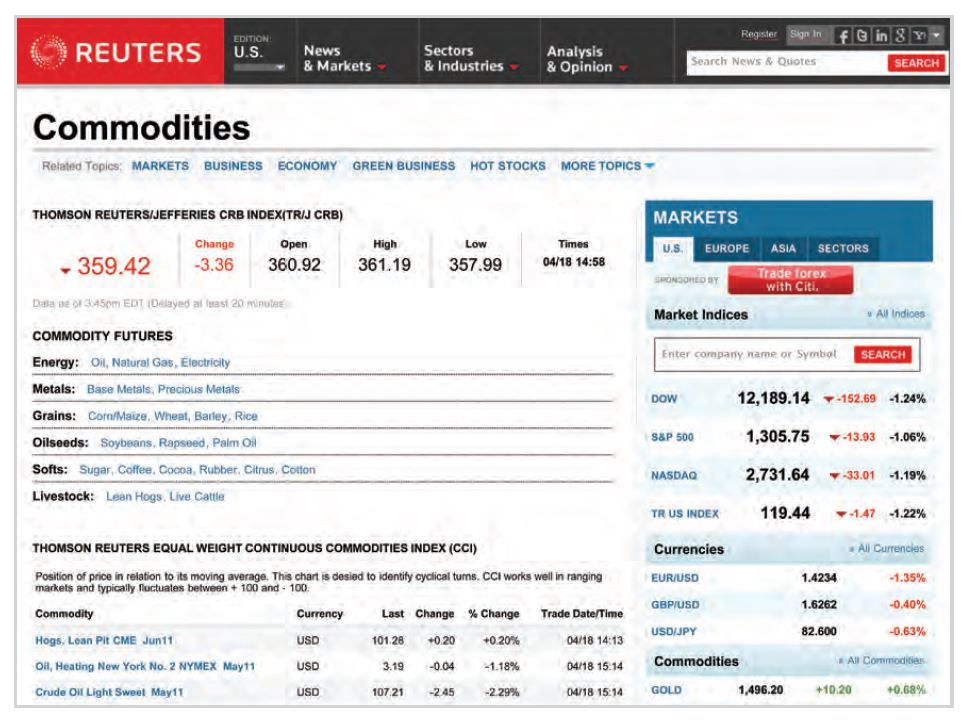 REUTERS
EDITION:
U.S.
News
& Markets
Sectors
& Industries
Analysis
& Opinion
Register Sign In
Search News & Quotes SEARCH
Commodities
Related Topics: MARKETS BUSINESS ECONOMY GREEN BUSINESS HOT STOCKS MORE TOPICS
THOMSON REUTERS/JEFFERIES CRB INDEX(TR/J CRB)
Change Open High Low Times
359.42 -3.36 360.92 361.19 357.99 04/18 14:58
Data as of 3:45pm EDT (Delayed at least 20 minutes).
COMMODITY FUTURES
Energy: Oil, Natural Gas, Electricity
Metals: Base Metals, Precious Metals
Grains: Corn/Maize, Wheat, Barley, Rice
Oilseeds: Soybeans, Rapseed, Palm Oil
Softs: Sugar, Coffee, Cocoa, Rubber, Citrus, Cotton
Livestock: Lean Hogs, Live Cattle
THOMSON REUTERS EQUAL WEIGHT CONTINUOUS COMMODITIES INDEX (CCI)
Position of price in relation to its moving average. This chart is desied to identify cyclical turns. CCI works well in ranging
markets and typically fluctuates between + 100 and - 100.
Commodity Currency Last Change % Change Trade Date/Time
Hogs, Lean Pit CME Jun11 USD 101.28 +0.20 +0.20% 04/18 14:13
Oil, Heating New York No. 2 NYMEX May11 USD 3.19 -0.04 -1.18% 04/18 15:14
Crude Oil Light Sweet May11 USD 107.21 -2.45 -2.29% 04/18 15:14
MARKETS
U.S. EUROPE ASIA SECTORS
SPONSORED BY
Trade forex
with Citi.
Market Indices » All Indices
Enter company name or Symbol SEARCH
DOW 12,189.14 -152.69 -1.24%
S&P 500 1,305.75 -13.93 -1.06%
NASDAQ 2,731.64 -33.01 -1.19%
TR US INDEX 119.44 -1.47 -1.22%
Currencies » All Currencies
EUR/USD 1.4234 -1.35%
GBP/USD 1.6262 -0.40%
USD/JPY 82.600 -0.63%
Commodities » All Commodities
GOLD 1,496.20 +10.20 +0.68%